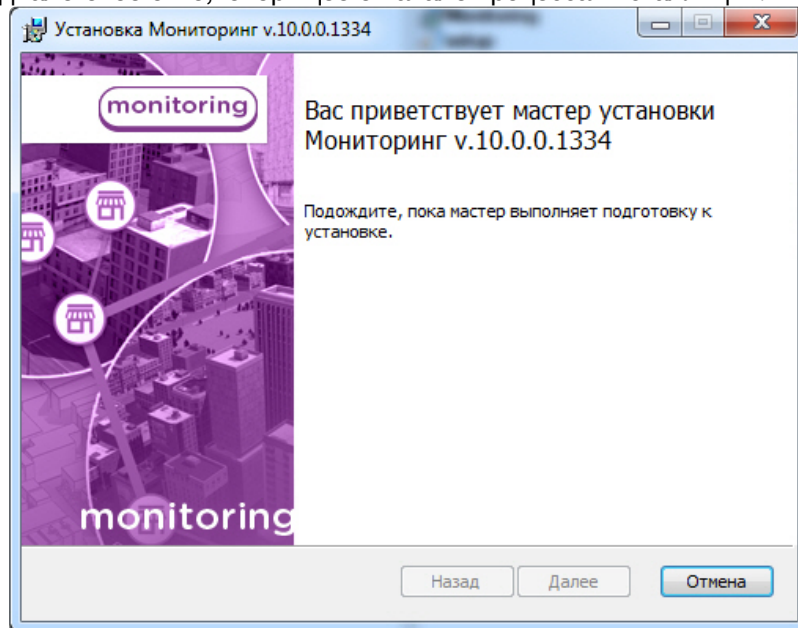 Установка Мониторинг v.10.0.0.1334
monitoring
Вас приветствует мастер установки
Мониторинг v.10.0.0.1334
Подождите, пока мастер выполняет подготовку к
установке.
monitoring
Назад
Далее
Отмена